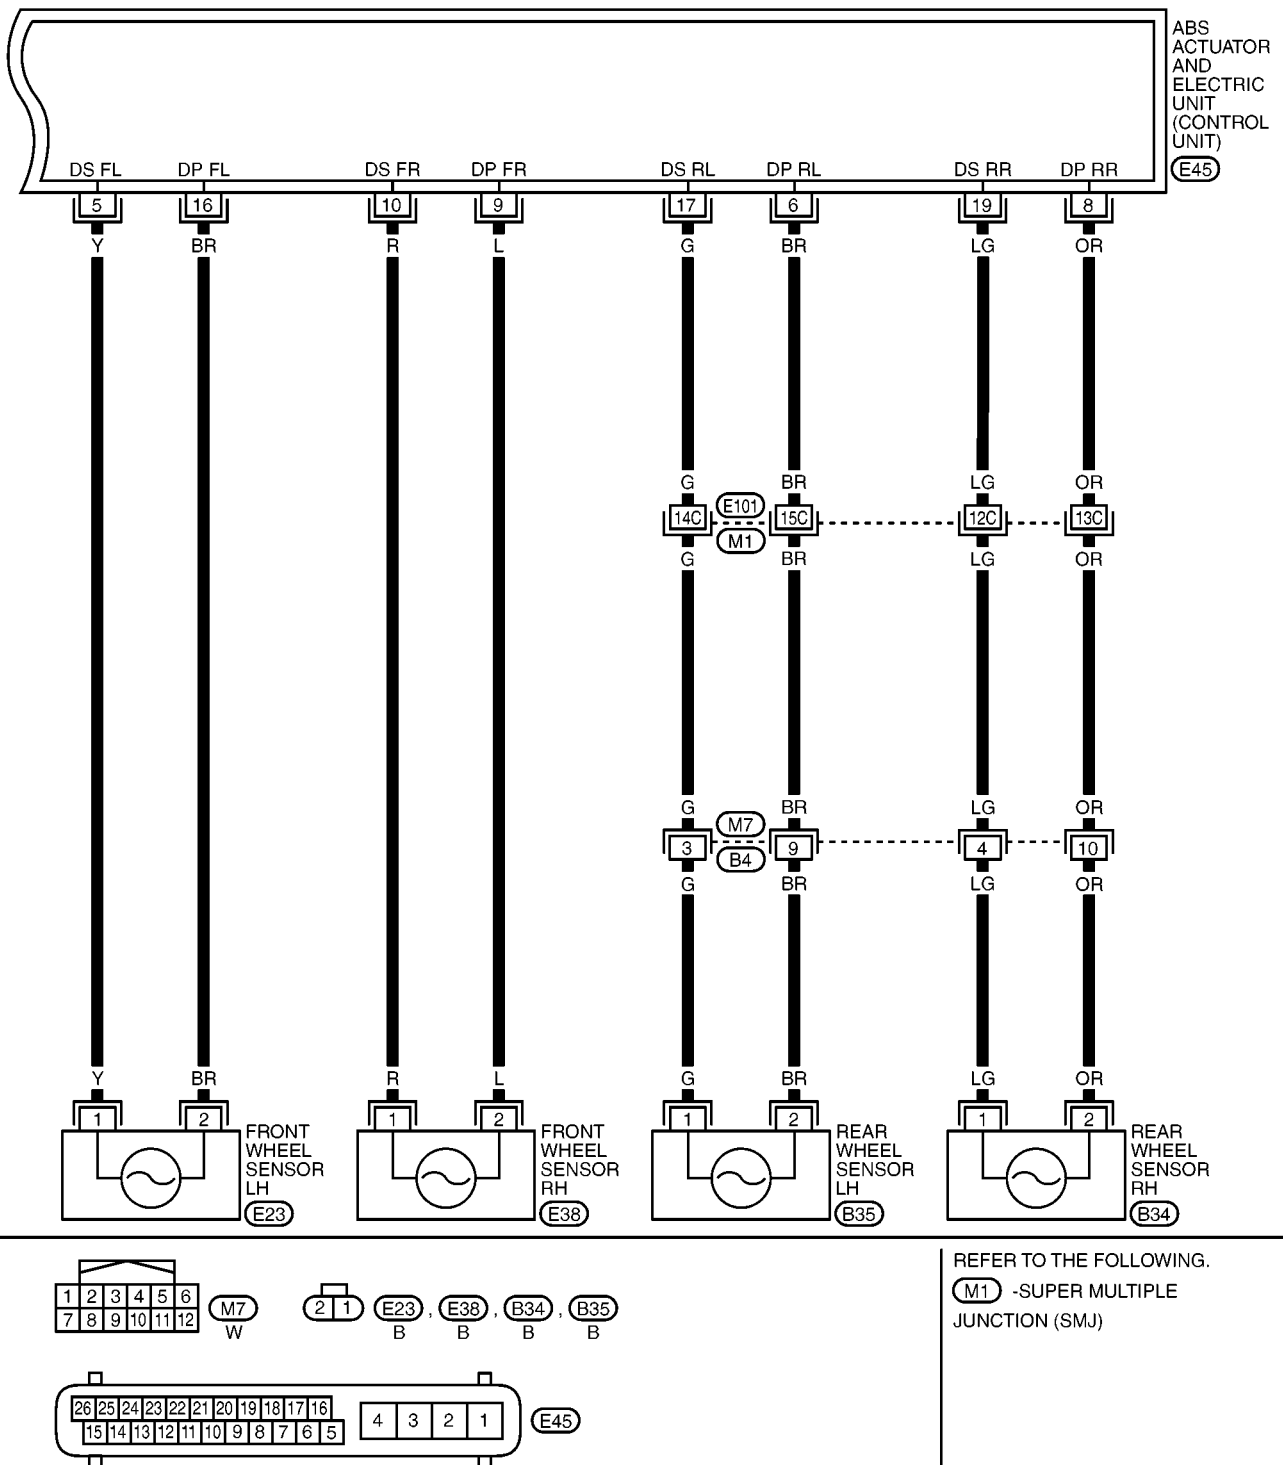 ABS
ACTUATOR
AND
ELECTRIC
UNIT
(CONTROL
UNIT)
E45
DS FL DP FL DS FR DP FR DS RL DP RL DS RR DP RR
5 16 10 9 17 6 19 8
Y BR R L G BR LG OR
G BR LG OR
E101
14C 15C 12C 13C
M1
G BR LG OR
G BR LG OR
M7
3 9 4 10
B4
G BR LG OR
Y BR R L G BR LG OR
1 2 1 2 1 2 1 2
FRONT
WHEEL
SENSOR
LH
E23
FRONT
WHEEL
SENSOR
RH
E38
REAR
WHEEL
SENSOR
LH
B35
REAR
WHEEL
SENSOR
RH
B34
1 2 3 4 5 6
7 8 9 10 11 12
M7
W
2 1
E23 , E38 , B34 , B35
B B B B
26 25 24 23 22 21 20 19 18 17 16
15 14 13 12 11 10 9 8 7 6 5
4 3 2 1
E45
REFER TO THE FOLLOWING.
M1 -SUPER MULTIPLE
JUNCTION (SMJ)